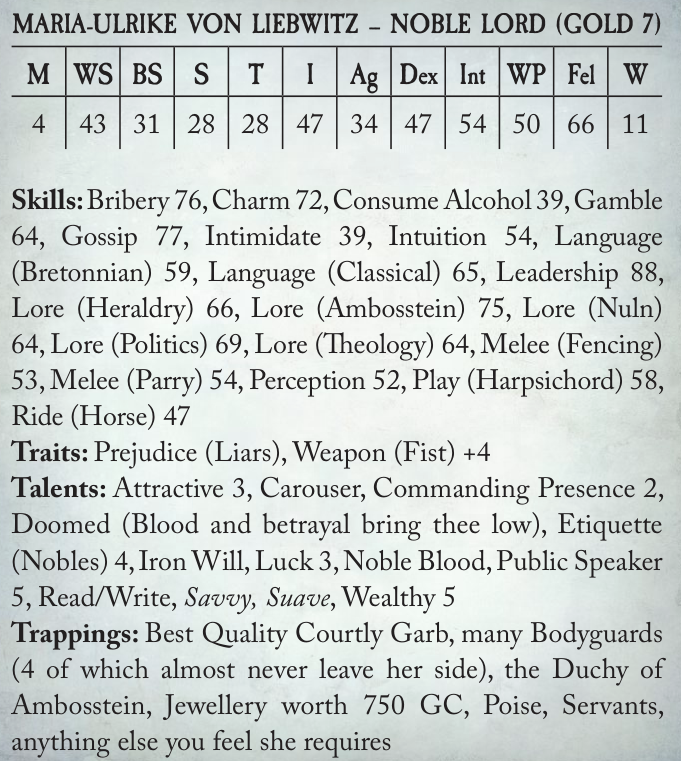 MARIA-ULRIKE VON LIEBWITZ – NOBLE LORD (GOLD 7)
M WS BS S T I Ag Dex Int WP Fel W
4 43 31 28 28 47 34 47 54 50 66 11
Skills: Bribery 76, Charm 72, Consume Alcohol 39, Gamble
64, Gossip 77, Intimidate 39, Intuition 54, Language
(Bretonnian) 59, Language (Classical) 65, Leadership 88,
Lore (Heraldry) 66, Lore (Ambosstein) 75, Lore (Nuln)
64, Lore (Politics) 69, Lore (Theology) 64, Melee (Fencing)
53, Melee (Parry) 54, Perception 52, Play (Harpsichord) 58,
Ride (Horse) 47
Traits: Prejudice (Liars), Weapon (Fist) +4
Talents: Attractive 3, Carouser, Commanding Presence 2,
Doomed (Blood and betrayal bring thee low), Etiquette
(Nobles) 4, Iron Will, Luck 3, Noble Blood, Public Speaker
5, Read/Write, Savvy, Suave, Wealthy 5
Trappings: Best Quality Courtly Garb, many Bodyguards
(4 of which almost never leave her side), the Duchy of
Ambosstein, Jewellery worth 750 GC, Poise, Servants,
anything else you feel she requires